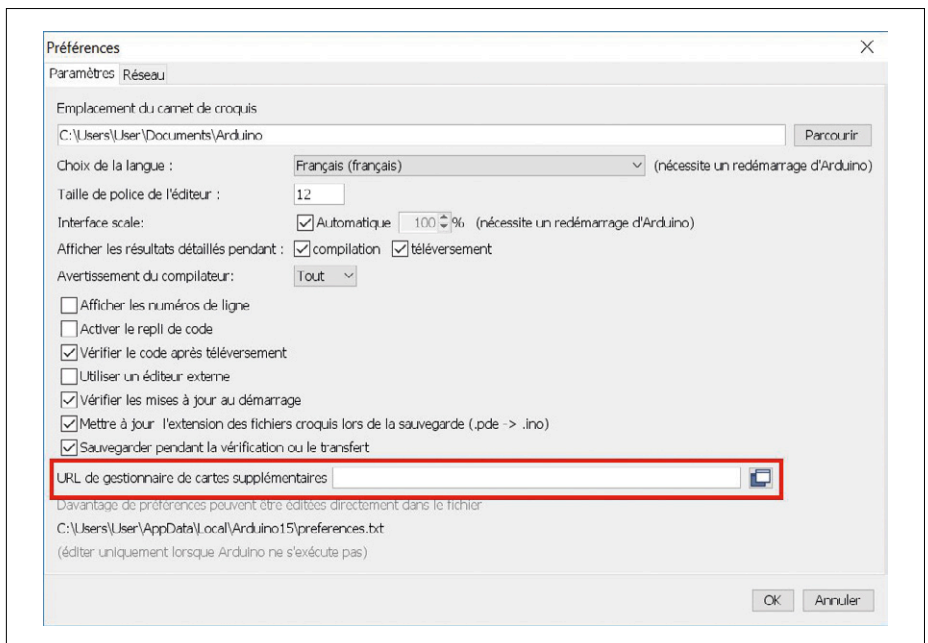 Préférences
Paramètres Réseau
Emplacement du carnet de croquis
C:\Users\User\Documents\Arduino Parcourir
Choix de la langue : Français (français) (nécessite un redémarrage d'Arduino)
Taille de police de l'éditeur : 12
Interface scale: Automatique 100 % (nécessite un redémarrage d'Arduino)
Afficher les résultats détaillés pendant : compilation téléversement
Avertissement du compilateur: Tout
Afficher les numéros de ligne
Activer le repli de code
Vérifier le code après téléversement
Utiliser un éditeur externe
Vérifier les mises à jour au démarrage
Mettre à jour l'extension des fichiers croquis lors de la sauvegarde (.pde -> .ino)
Sauvegarder pendant la vérification ou le transfert
URL de gestionnaire de cartes supplémentaires
Davantage de préférences peuvent être éditées directement dans le fichier
C:\Users\User\AppData\Local\Arduino15\preferences.txt
(éditer uniquement lorsque Arduino ne s'exécute pas)
OK Annuler